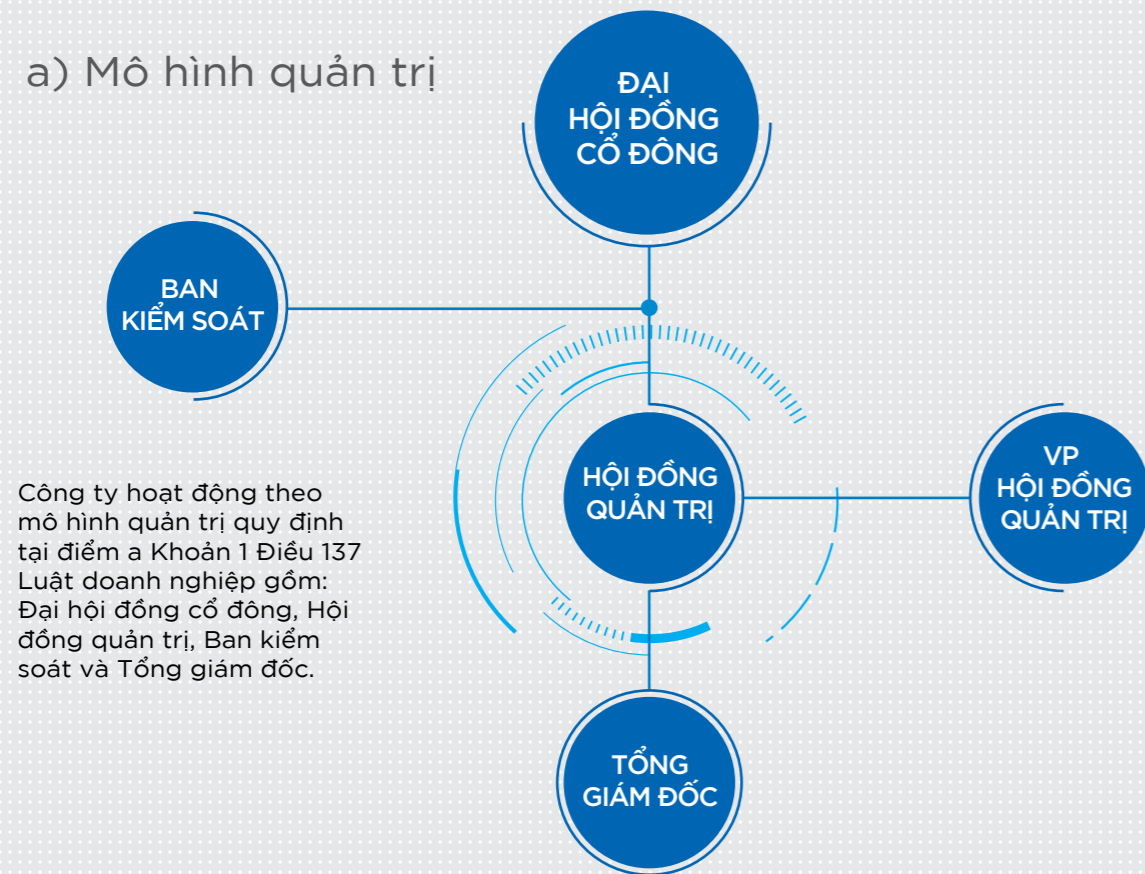 a) Mô hình quản trị
ĐẠI
HỘI ĐỒNG
CỔ ĐÔNG
BAN
KIỂM SOÁT
HỘI ĐỒNG
QUẢN TRỊ
VP
HỘI ĐỒNG
QUẢN TRỊ
Công ty hoạt động theo
mô hình quản trị quy định
tại điểm a Khoản 1 Điều 137
Luật doanh nghiệp gồm:
Đại hội đồng cổ đông, Hội
đồng quản trị, Ban kiểm
soát và Tổng giám đốc.
TỔNG
GIÁM ĐỐC